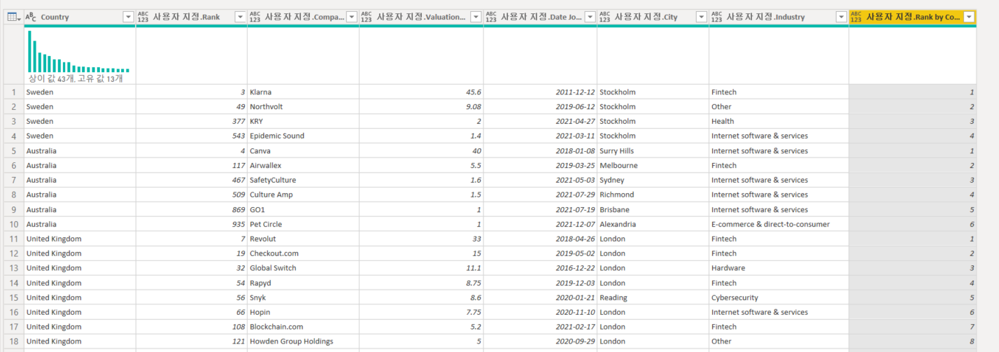 ABC Country ABC 123 사용자 지정.Rank ABC 123 사용자 지정.Compa... ABC 123 사용자 지정.Valuation... ABC 123 사용자 지정.Date Jo... ABC 123 사용자 지정.City ABC 123 사용자 지정.Industry ABC 123 사용자 지정.Rank by Co...
상이 값 43개, 고유 값 13개
1 Sweden 3 Klarna 45.6 2011-12-12 Stockholm Fintech 1
2 Sweden 49 Northvolt 9.08 2019-06-12 Stockholm Other 2
3 Sweden 377 KRY 2 2021-04-27 Stockholm Health 3
4 Sweden 543 Epidemic Sound 1.4 2021-03-11 Stockholm Internet software & services 4
5 Australia 4 Canva 40 2018-01-08 Surry Hills Internet software & services 1
6 Australia 117 Airwallex 5.5 2019-03-25 Melbourne Fintech 2
7 Australia 467 SafetyCulture 1.6 2021-05-03 Sydney Internet software & services 3
8 Australia 509 Culture Amp 1.5 2021-07-29 Richmond Internet software & services 4
9 Australia 869 GO1 1 2021-07-19 Brisbane Internet software & services 5
10 Australia 935 Pet Circle 1 2021-12-07 Alexandria E-commerce & direct-to-consumer 6
11 United Kingdom 7 Revolut 33 2018-04-26 London Fintech 1
12 United Kingdom 19 Checkout.com 15 2019-05-02 London Fintech 2
13 United Kingdom 32 Global Switch 11.1 2016-12-22 London Hardware 3
14 United Kingdom 54 Rapyd 8.75 2019-12-03 London Fintech 4
15 United Kingdom 56 Snyk 8.6 2020-01-21 Reading Cybersecurity 5
16 United Kingdom 66 Hopin 7.75 2020-11-10 London Internet software & services 6
17 United Kingdom 108 Blockchain.com 5.2 2021-02-17 London Fintech 7
18 United Kingdom 121 Howden Group Holdings 5 2020-09-29 London Other 8